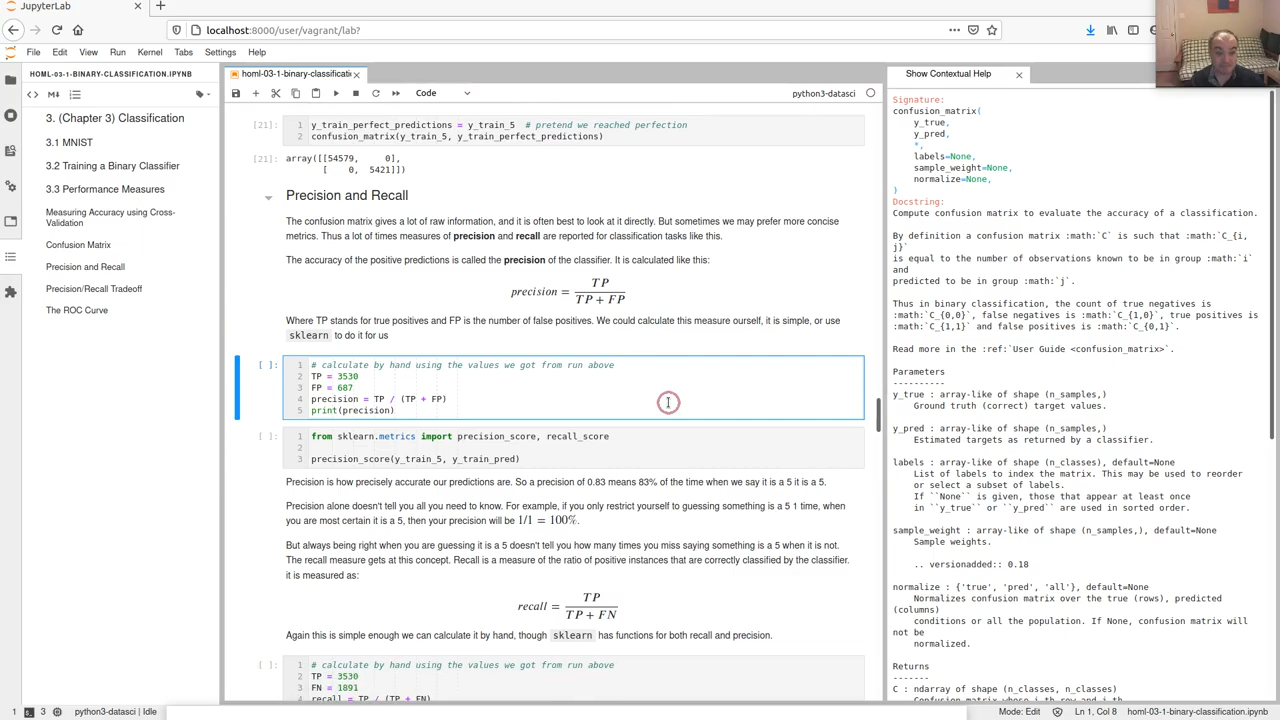 JupyterLab
localhost:8000/user/vagrant/lab?
File Edit View Run Kernel Tabs Settings Help
HOML-03-1-BINARY-CLASSIFICATION.IPYNB
3. (Chapter 3) Classification
3.1 MNIST
3.2 Training a Binary Classifier
3.3 Performance Measures
Measuring Accuracy using Cross-
Validation
Confusion Matrix
Precision and Recall
Precision/Recall Tradeoff
The ROC Curve
homl-03-1-binary-classificati
Code
python3-datasci
[21]:
1 y_train_perfect_predictions = y_train_5 # pretend we reached perfection
2 confusion_matrix(y_train_5, y_train_perfect_predictions)
[21]: array([[54579, 0],
[ 0, 5421]])
Precision and Recall
The confusion matrix gives a lot of raw information, and it is often best to look at it directly. But sometimes we may prefer more concise
metrics. Thus a lot of times measures of precision and recall are reported for classification tasks like this.
The accuracy of the positive predictions is called the precision of the classifier. It is calculated like this:
precision = TP / TP + FP
Where TP stands for true positives and FP is the number of false positives. We could calculate this measure ourself, it is simple, or use
sklearn to do it for us
[ ]: 1 # calculate by hand using the values we got from run above
2 TP = 3530
3 FP = 687
4 precision = TP / (TP + FP)
5 print(precision)
[ ]: 1 from sklearn.metrics import precision_score, recall_score
2
3 precision_score(y_train_5, y_train_pred)
Precision is how precisely accurate our predictions are. So a precision of 0.83 means 83% of the time when we say it is a 5 it is a 5.
Precision alone doesn't tell you all you need to know. For example, if you only restrict yourself to guessing something is a 5 1 time, when
you are most certain it is a 5, then your precision will be 1/1 = 100%.
But always being right when you are guessing it is a 5 doesn't tell you how many times you miss saying something is a 5 when it is not.
The recall measure gets at this concept. Recall is a measure of the ratio of positive instances that are correctly classified by the classifier.
it is measured as:
recall = TP / TP + FN
Again this is simple enough we can calculate it by hand, though sklearn has functions for both recall and precision.
[ ]: 1 # calculate by hand using the values we got from run above
2 TP = 3530
3 FN = 1891
4 recall = TP / (TP + FN)
Show Contextual Help
Signature:
confusion_matrix(
y_true,
y_pred,
*,
labels=None,
sample_weight=None,
normalize=None,
)
Docstring:
Compute confusion matrix to evaluate the accuracy of a classification.
By definition a confusion matrix :math:`C` is such that :math:`C_{i,
j}`
is equal to the number of observations known to be in group :math:`i`
and
predicted to be in group :math:`j`.
Thus in binary classification, the count of true negatives is
:math:`C_{0,0}`, false negatives is :math:`C_{1,0}`, true positives is
:math:`C_{1,1}` and false positives is :math:`C_{0,1}`.
Read more in the :ref:`User Guide <confusion_matrix>`.
Parameters
----------
y_true : array-like of shape (n_samples,)
Ground truth (correct) target values.
y_pred : array-like of shape (n_samples,)
Estimated targets as returned by a classifier.
labels : array-like of shape (n_classes), default=None
List of labels to index the matrix. This may be used to reorder
or select a subset of labels.
If ``None`` is given, those that appear at least once
in ``y_true`` or ``y_pred`` are used in sorted order.
sample_weight : array-like of shape (n_samples,), default=None
Sample weights.
.. versionadded:: 0.18
normalize : {'true', 'pred', 'all'}, default=None
Normalizes confusion matrix over the true (rows), predicted
(columns)
conditions or all the population. If None, confusion matrix will
not be
normalized.
Returns
-------
C : ndarray of shape (n_classes, n_classes)
1 3 python3-datasci | Idle
Mode: Edit Ln 1, Col 8 homl-03-1-binary-classification.ipynb